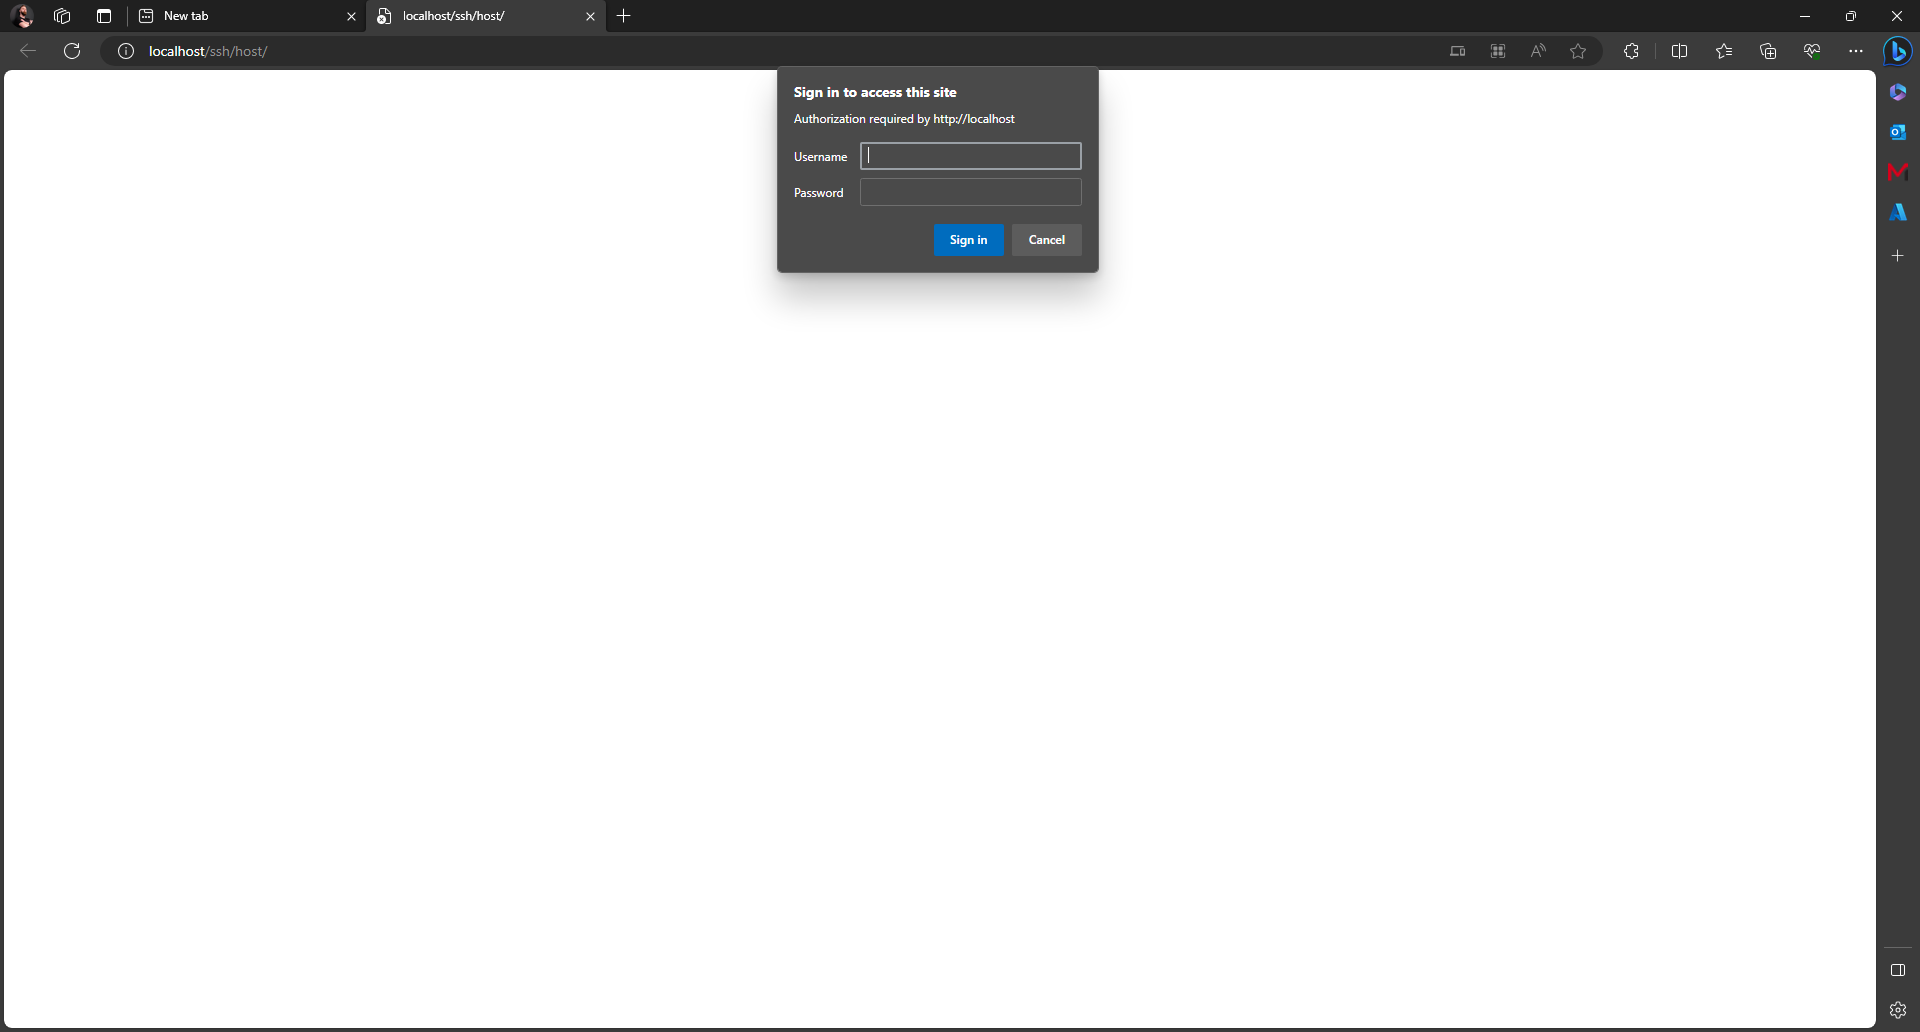 New tab
localhost/ssh/host/
localhost/ssh/host/
Sign in to access this site
Authorization required by http://localhost
Username
Password
Sign in
Cancel